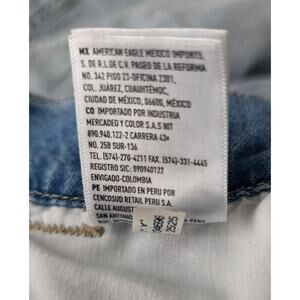 MX AMERICAN EAGLE MEXICO IMPORTS,
S. DE R.L.DE C.V. PASEO DE LA REFORMA
NO. 342 PISO 23-OFICINA 2301,
COL. JUÁREZ, CUAUHTÉMOC,
CIUDAD DE MÉXICO, 06600, MÉXICO
CO IMPORTADO POR INDUSTRIA
MERCADEO Y COLOR S.A.S NIT
890.940.122-2 CARRERA 43A
NO. 25B SUR-136
TEL: (574)-270-4211 FAX. (574)-331-4445
REGISTRO SIC: 890940122
ENVIGADO-COLOMBIA
PE IMPORTADO EN PERU POR
CENCOSUD RETAIL PERU S.A.
CALLE AUGUST
SAN ANTONIO
A-PERU